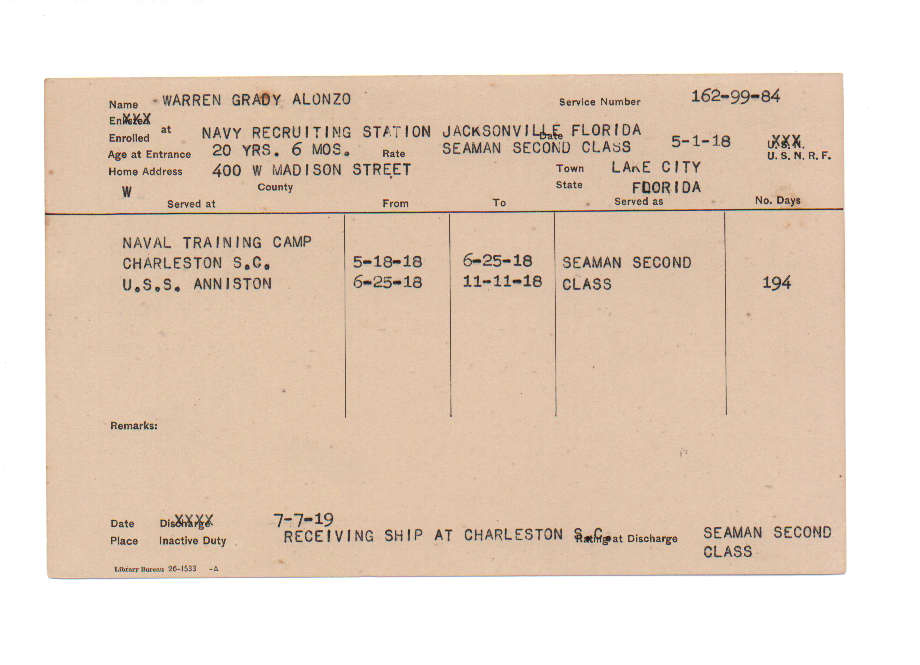 Name WARREN GRADY ALONZO Service Number 162-99-84
Enlisted XXX
Enrolled at NAVY RECRUITING STATION JACKSONVILLE FLORIDA Date 5-1-18 U.S.N. XXX
Age at Entrance 20 YRS. 6 MOS. Rate SEAMAN SECOND CLASS U.S.N.R.F.
Home Address 400 W MADISON STREET Town LAKE CITY
W County State FLORIDA
Served at From To Served as No. Days
NAVAL TRAINING CAMP
CHARLESTON S.C. 5-18-18 6-25-18 SEAMAN SECOND
U.S.S. ANNISTON 6-25-18 11-11-18 CLASS 194
Remarks:
Date Discharge XXXX 7-7-19
Place Inactive Duty RECEIVING SHIP AT CHARLESTON S.C. Rating at Discharge SEAMAN SECOND
CLASS
Library Bureau 26-1533 -A